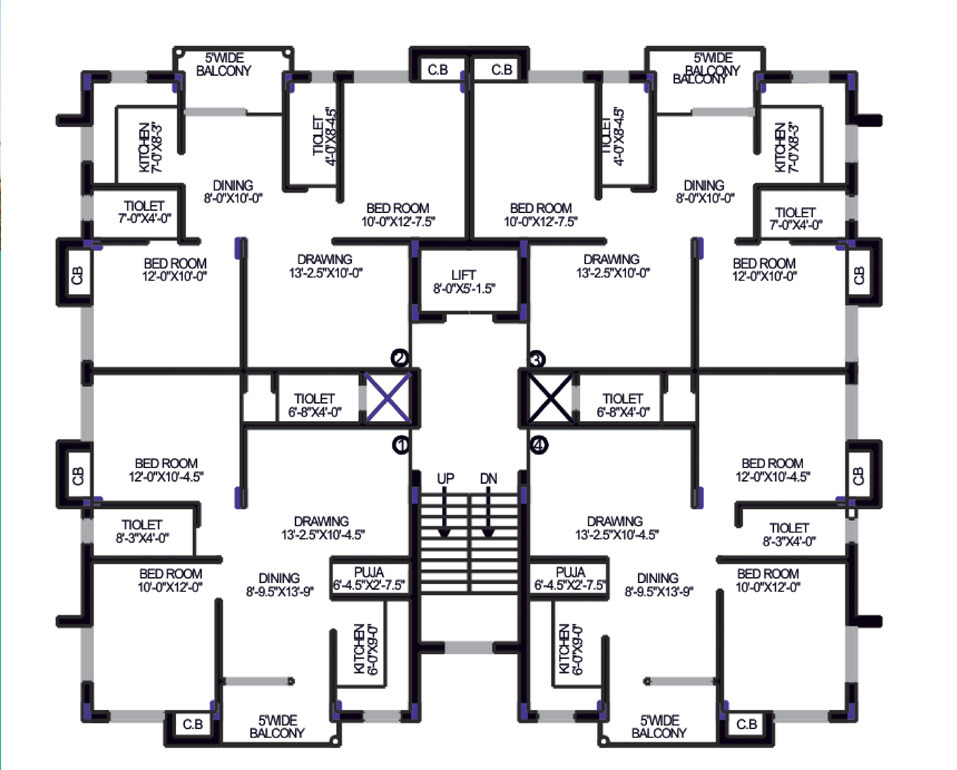 5'WIDE
BALCONY
C.B
C.B
5'WIDE
BALCONY
BALCONY
KITCHEN
7'-0"X8'-3"
TIOLET
4'-0"X8'-4.5"
TIOLET
4'-0"X8'-4.5"
KITCHEN
7'-0"X8'-3"
DINING
8'-0"X10'-0"
DINING
8'-0"X10'-0"
TIOLET
7'-0"X4'-0"
BED ROOM
10'-0"X12'-7.5"
BED ROOM
10'-0"X12'-7.5"
TIOLET
7'-0"X4'-0"
C.B
BED ROOM
12'-0"X10'-0"
DRAWING
13'-2.5"X10'-0"
LIFT
8'-0"X5'-1.5"
DRAWING
13'-2.5"X10'-0"
BED ROOM
12'-0"X10'-0"
C.B
2
3
TIOLET
6'-8"X4'-0"
TIOLET
6'-8"X4'-0"
1
4
C.B
BED ROOM
12'-0"X10'-4.5"
UP
DN
BED ROOM
12'-0"X10'-4.5"
C.B
TIOLET
8'-3"X4'-0"
DRAWING
13'-2.5"X10'-4.5"
DRAWING
13'-2.5"X10'-4.5"
TIOLET
8'-3"X4'-0"
BED ROOM
10'-0"X12'-0"
DINING
8'-9.5"X13'-9"
PUJA
6'-4.5"X2'-7.5"
PUJA
6'-4.5"X2'-7.5"
DINING
8'-9.5"X13'-9"
BED ROOM
10'-0"X12'-0"
KITCHEN
6'-0"X9'-0"
KITCHEN
6'-0"X9'-0"
C.B
5'WIDE
BALCONY
5'WIDE
BALCONY
C.B